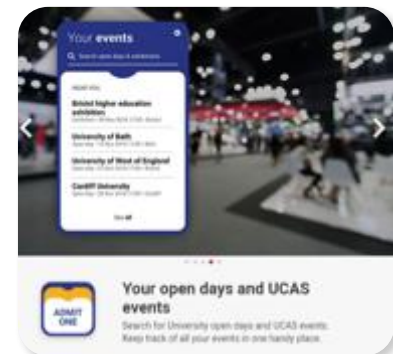 Your events
Search open days & exhibitions
NEAR YOU
Bristol higher education
exhibition
University of Bath
University of West of England
Cardiff University
See all
ADMIT
ONE
Your open days and UCAS
events
Search for University open days and UCAS events.
Keep track of all your events in one handy place.